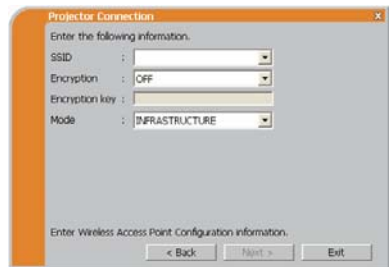 Projector Connection X
Enter the following information.
SSID :
Encryption : OFF
Encryption key :
Mode : INFRASTRUCTURE
Enter Wireless Access Point Configuration information.
< Back Next > Exit